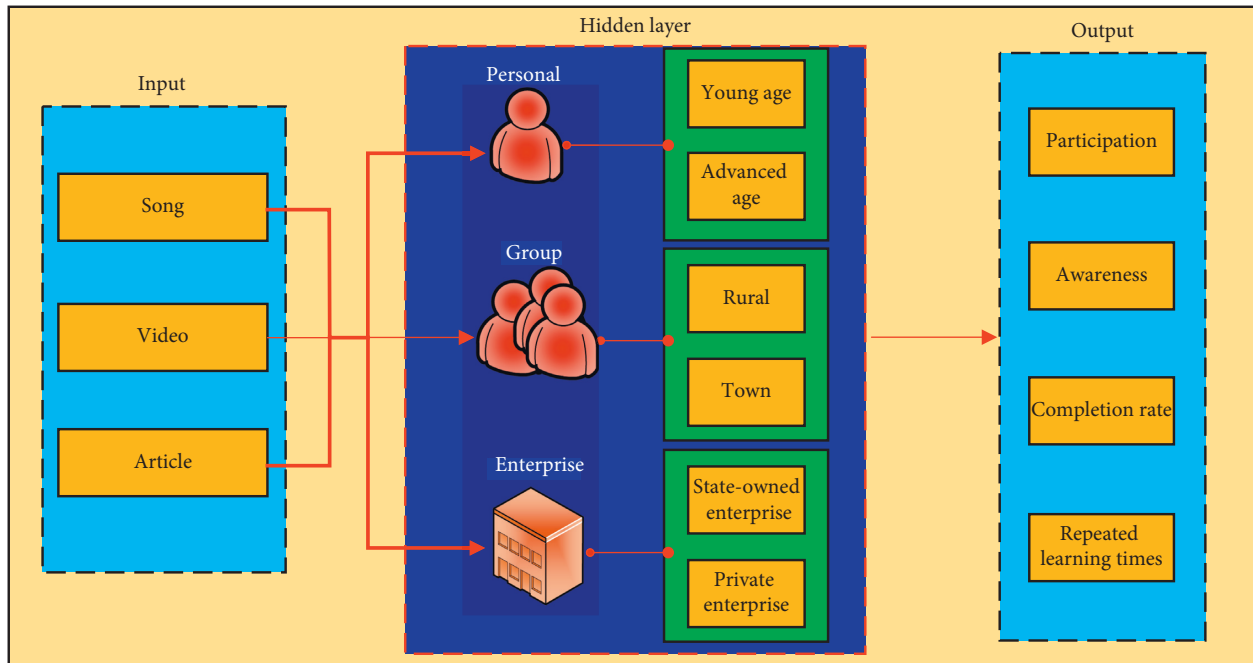 Input
Song
Video
Article
Hidden layer
Personal
Young age
Advanced
age
Group
Rural
Town
Enterprise
State-owned
enterprise
Private
enterprise
Output
Participation
Awareness
Completion rate
Repeated
learning times